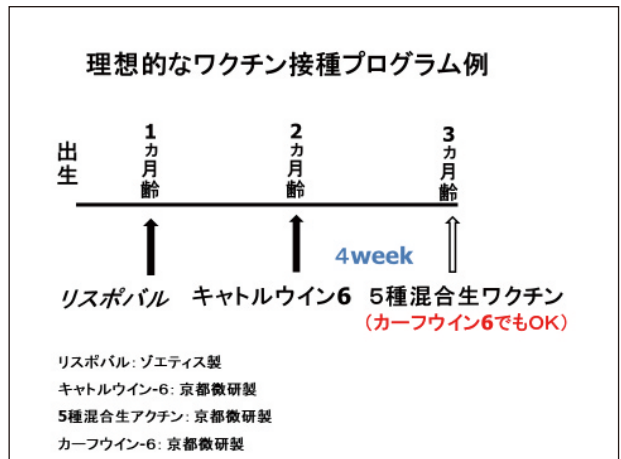 理想的なワクチン接種プログラム例
出生
1カ月齢
2カ月齢
3カ月齢
4week
リスポバル
キャトルウイン6
5種混合生ワクチン
(カーフウイン6でもOK)
リスポバル：ゾエティス製
キャトルウイン-6：京都微研製
5種混合生アクチン：京都微研製
カーフウイン-6：京都微研製